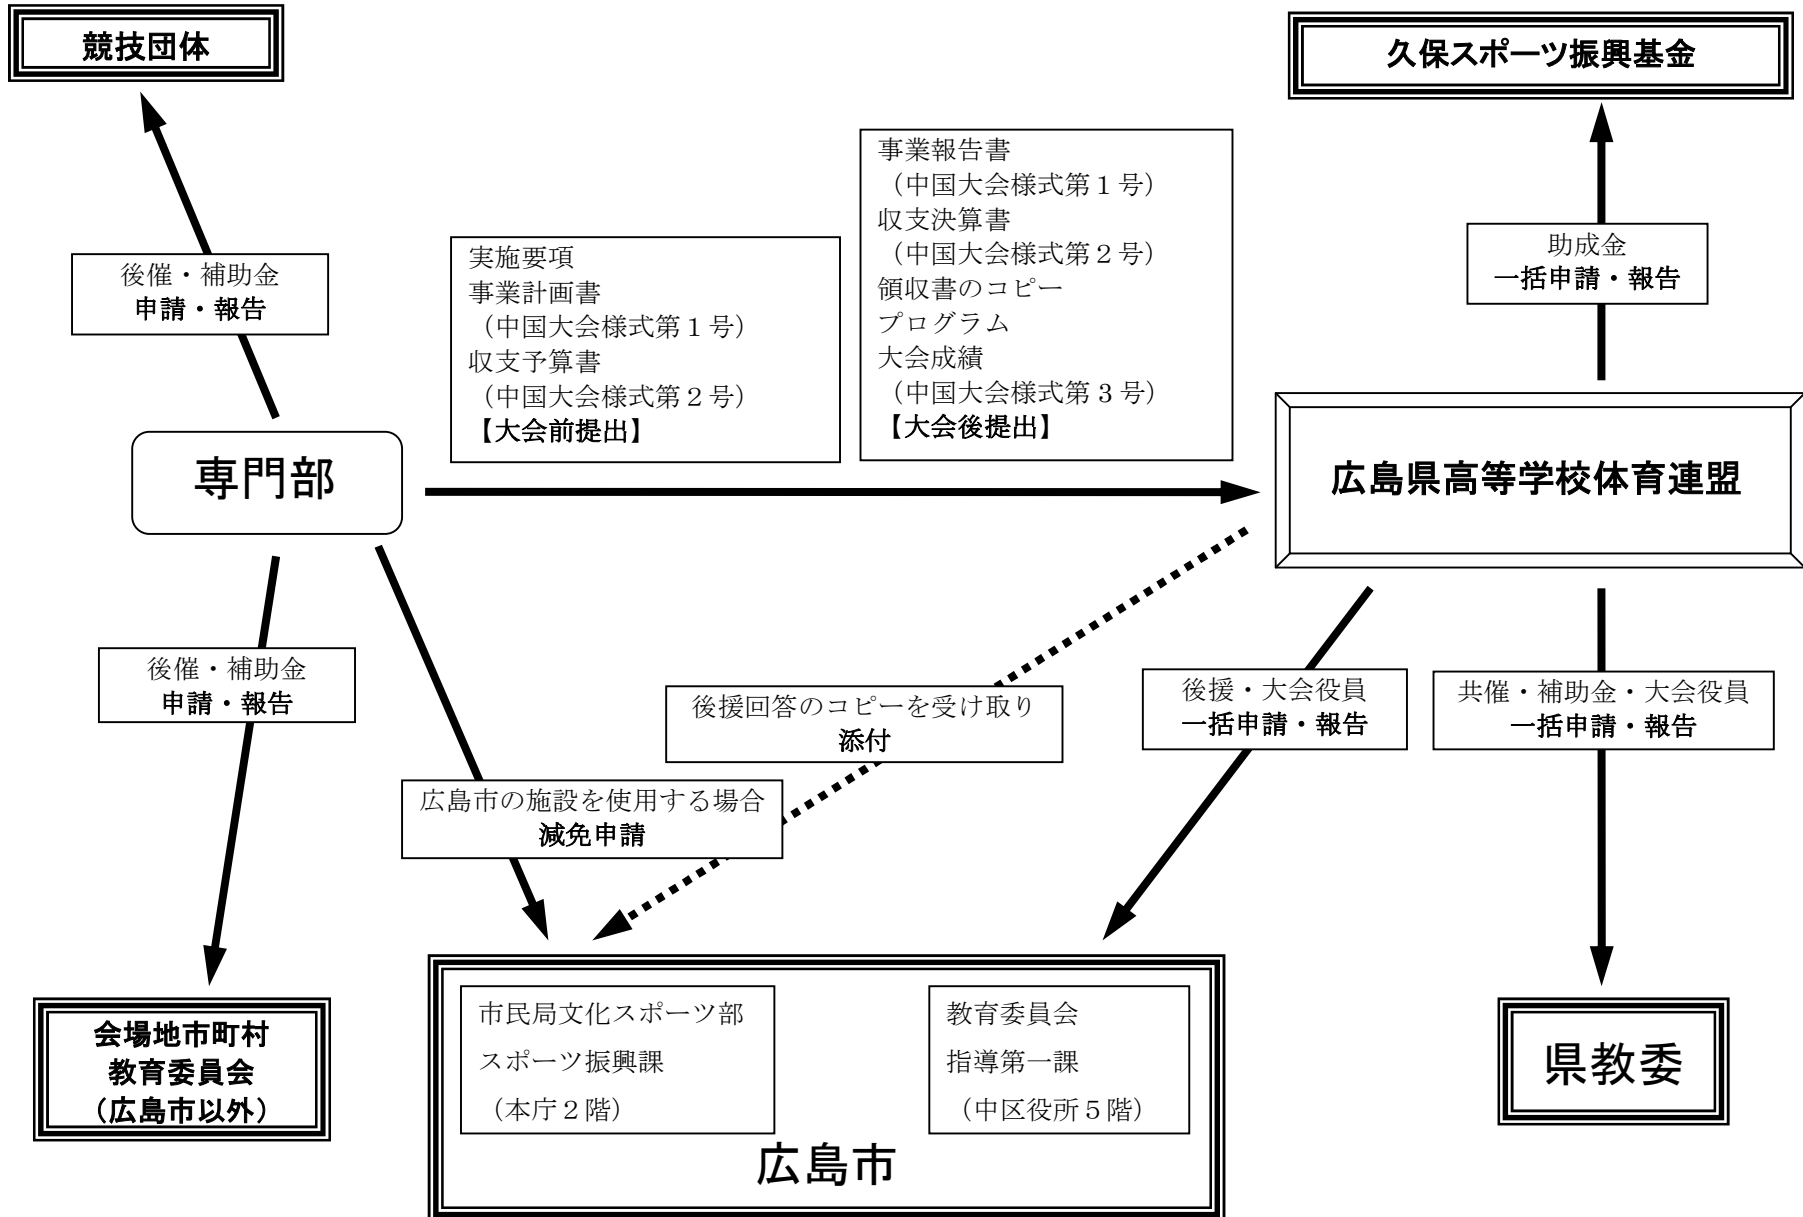 競技団体
久保スポーツ振興基金
後催・補助金
申請・報告
実施要項
事業計画書
（中国大会様式第１号）
収支予算書
（中国大会様式第２号）
【大会前提出】
事業報告書
（中国大会様式第１号）
収支決算書
（中国大会様式第２号）
領収書のコピー
プログラム
大会成績
（中国大会様式第３号）
【大会後提出】
助成金
一括申請・報告
専門部
広島県高等学校体育連盟
後催・補助金
申請・報告
後援回答のコピーを受け取り
添付
後援・大会役員
一括申請・報告
共催・補助金・大会役員
一括申請・報告
広島市の施設を使用する場合
減免申請
会場地市町村
教育委員会
（広島市以外）
市民局文化スポーツ部
スポーツ振興課
（本庁２階）
教育委員会
指導第一課
（中区役所５階）
広島市
県教委